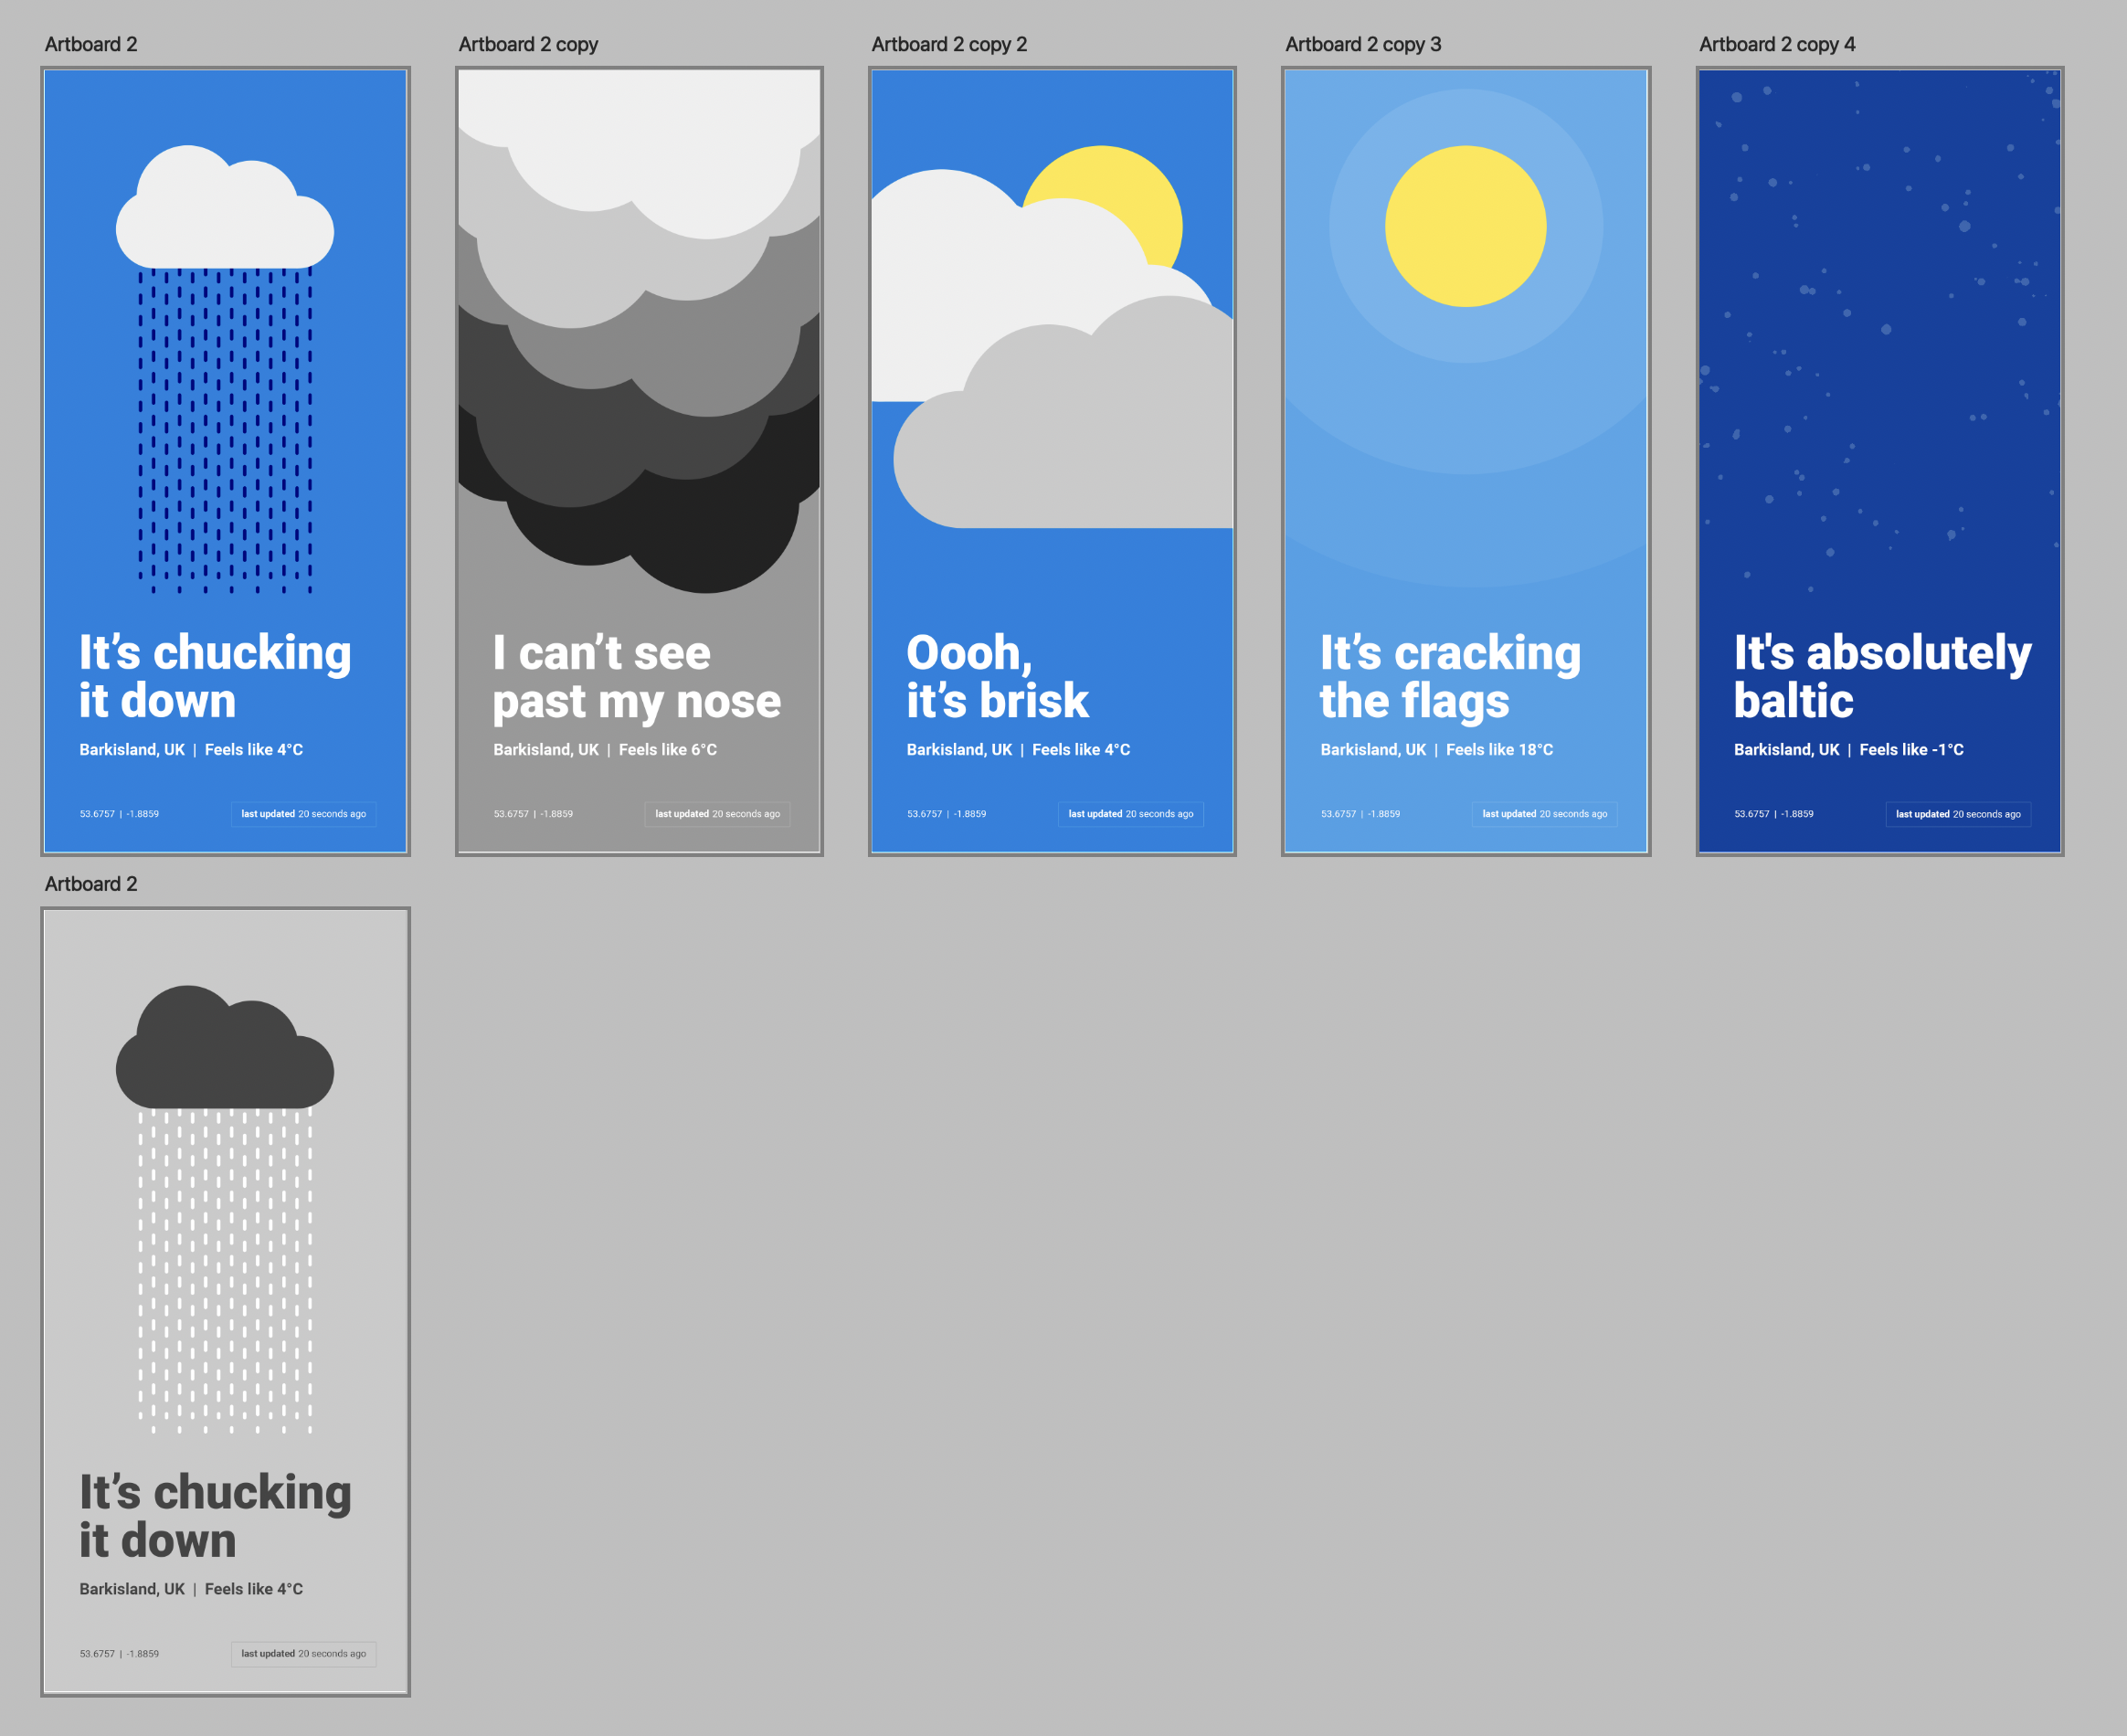 Artboard 2
It’s chucking
it down
Barkisland, UK | Feels like 4°C
53.6757 | -1.8859
last updated 20 seconds ago
Artboard 2 copy
I can’t see
past my nose
Barkisland, UK | Feels like 6°C
53.6757 | -1.8859
last updated 20 seconds ago
Artboard 2 copy 2
Oooh,
it’s brisk
Barkisland, UK | Feels like 4°C
53.6757 | -1.8859
last updated 20 seconds ago
Artboard 2 copy 3
It’s cracking
the flags
Barkisland, UK | Feels like 18°C
53.6757 | -1.8859
last updated 20 seconds ago
Artboard 2 copy 4
It's absolutely
baltic
Barkisland, UK | Feels like -1°C
53.6757 | -1.8859
last updated 20 seconds ago
Artboard 2
It’s chucking
it down
Barkisland, UK | Feels like 4°C
53.6757 | -1.8859
last updated 20 seconds ago